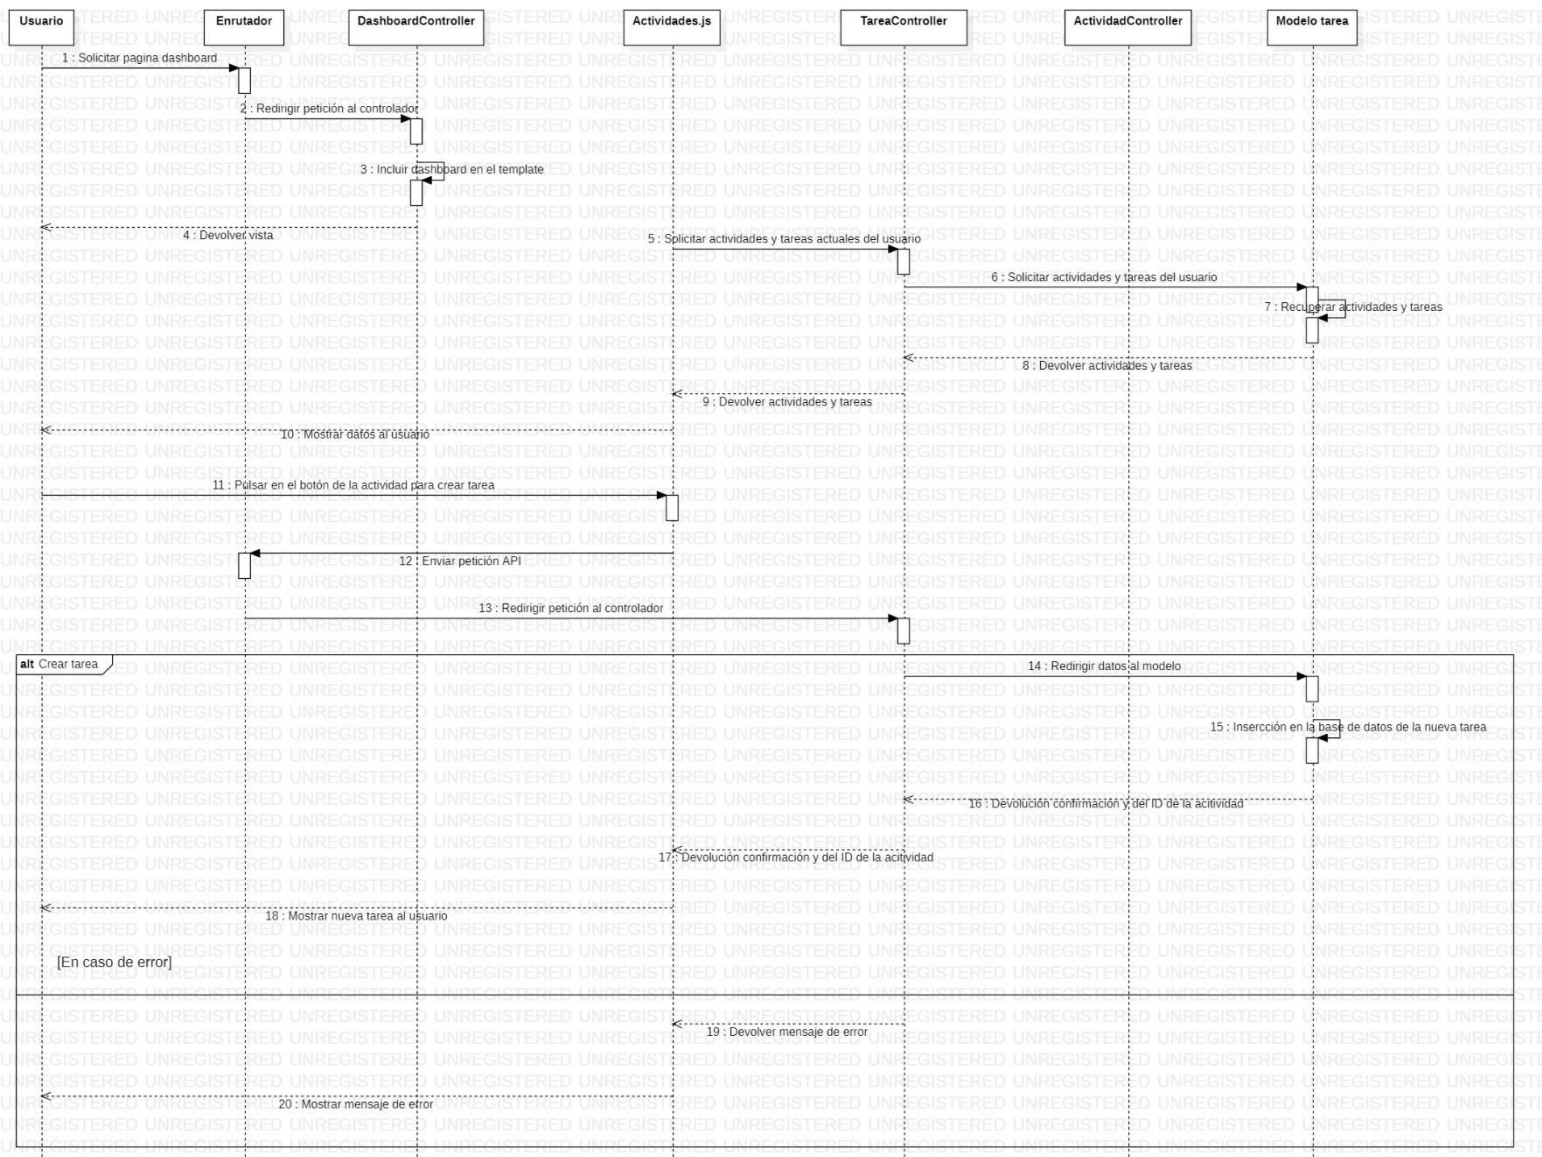 Usuario
Enrutador
DashboardController
Actividades.js
TareaController
ActividadController
Modelo tarea
1 : Solicitar pagina dashboard
2 : Redirigir petición al controlador
3 : Incluir dashboard en el template
4 : Devolver vista
5 : Solicitar actividades y tareas actuales del usuario
6 : Solicitar actividades y tareas del usuario
7 : Recuperar actividades y tareas
8 : Devolver actividades y tareas
9 : Devolver actividades y tareas
10 : Mostrar datos al usuario
11 : Pulsar en el botón de la actividad para crear tarea
12 : Enviar petición API
13 : Redirigir petición al controlador
alt Crear tarea
14 : Redirigir datos al modelo
15 : Insercción en la base de datos de la nueva tarea
16 : Devolución confirmación y del ID de la acitividad
17 : Devolución confirmación y del ID de la acitividad
18 : Mostrar nueva tarea al usuario
[En caso de error]
19 : Devolver mensaje de error
20 : Mostrar mensaje de error